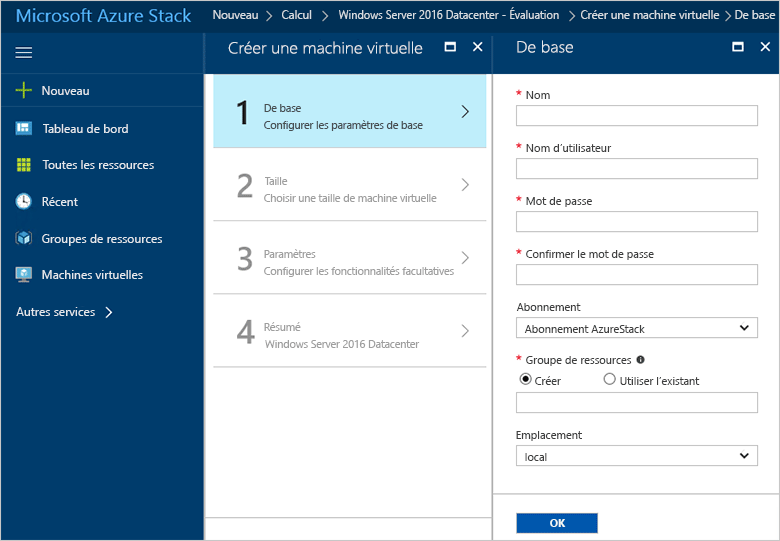 Microsoft Azure Stack
Nouveau > Calcul > Windows Server 2016 Datacenter - Évaluation > Créer une machine virtuelle > De base
Nouveau
Tableau de bord
Toutes les ressources
Récent
Groupes de ressources
Machines virtuelles
Autres services >
Créer une machine virtuelle
1
De base
Configurer les paramètres de base
2
Taille
Choisir une taille de machine virtuelle
3
Paramètres
Configurer les fonctionnalités facultatives
4
Résumé
Windows Server 2016 Datacenter
De base
* Nom
* Nom d'utilisateur
* Mot de passe
* Confirmer le mot de passe
Abonnement
Abonnement AzureStack
* Groupe de ressources
Créer Utiliser l'existant
Emplacement
local
OK